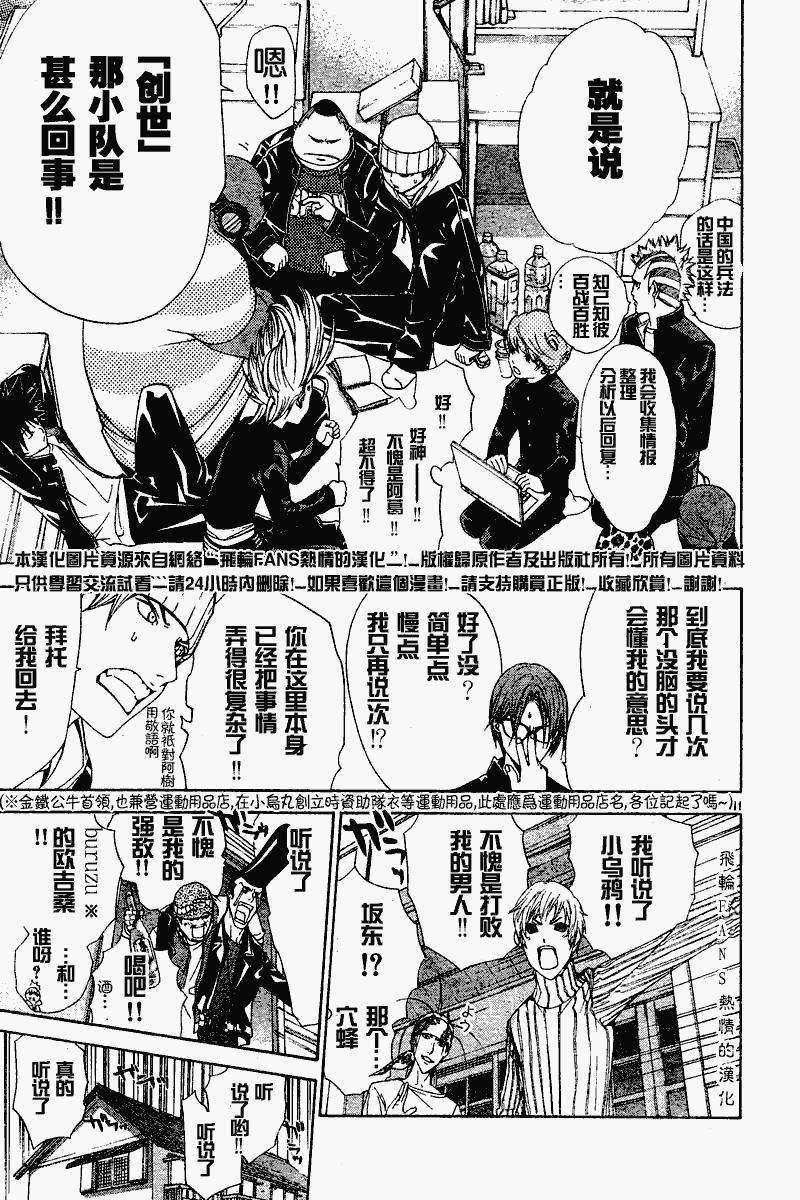 就是说
嗯!!
「创世」
那小队是
甚么回事!!
中国的兵法
的话是这样…
知己知彼
百战百胜
…
我会收集情报
整理
分析以后回复…
好!!
好神——!!
不愧是阿葛!!
超不得了!!
本漢化圖片資源來自網絡“飛輪FANS熱情的漢化”！版權歸原作者及出版社所有!所有圖片資料
只供學習交流試看 請24小時內刪除! 如果喜歡這個漫畫! 請支持購買正版! 收藏欣賞! 謝謝!
到底我要说几次
那个没脑的头才
会懂我的意思?
好了没?
简单点
慢点
我只再说一次!?
你在这里本身
已经把事情
弄得很复杂了!!
你就祇對阿樹
用敬語啊
拜托
给我回去!
(※金鐵公牛首領,也兼營運動用品店,在小烏丸創立時資助隊衣等運動用品,此處應爲運動用品店名,各位記起了嗎~)
我听说了
小乌鸦!!
不愧是打败
我的男人!!
坂东!?
那个…
穴蜂
よう
飛輪FANS熱情的漢化
听说了
不愧
是我的
强敌!!
buruzu ※
的欧吉桑
!!
…和…
谁呀?
喝吧!!
迺…
听
说了哟!!
听说了
真的
听说了